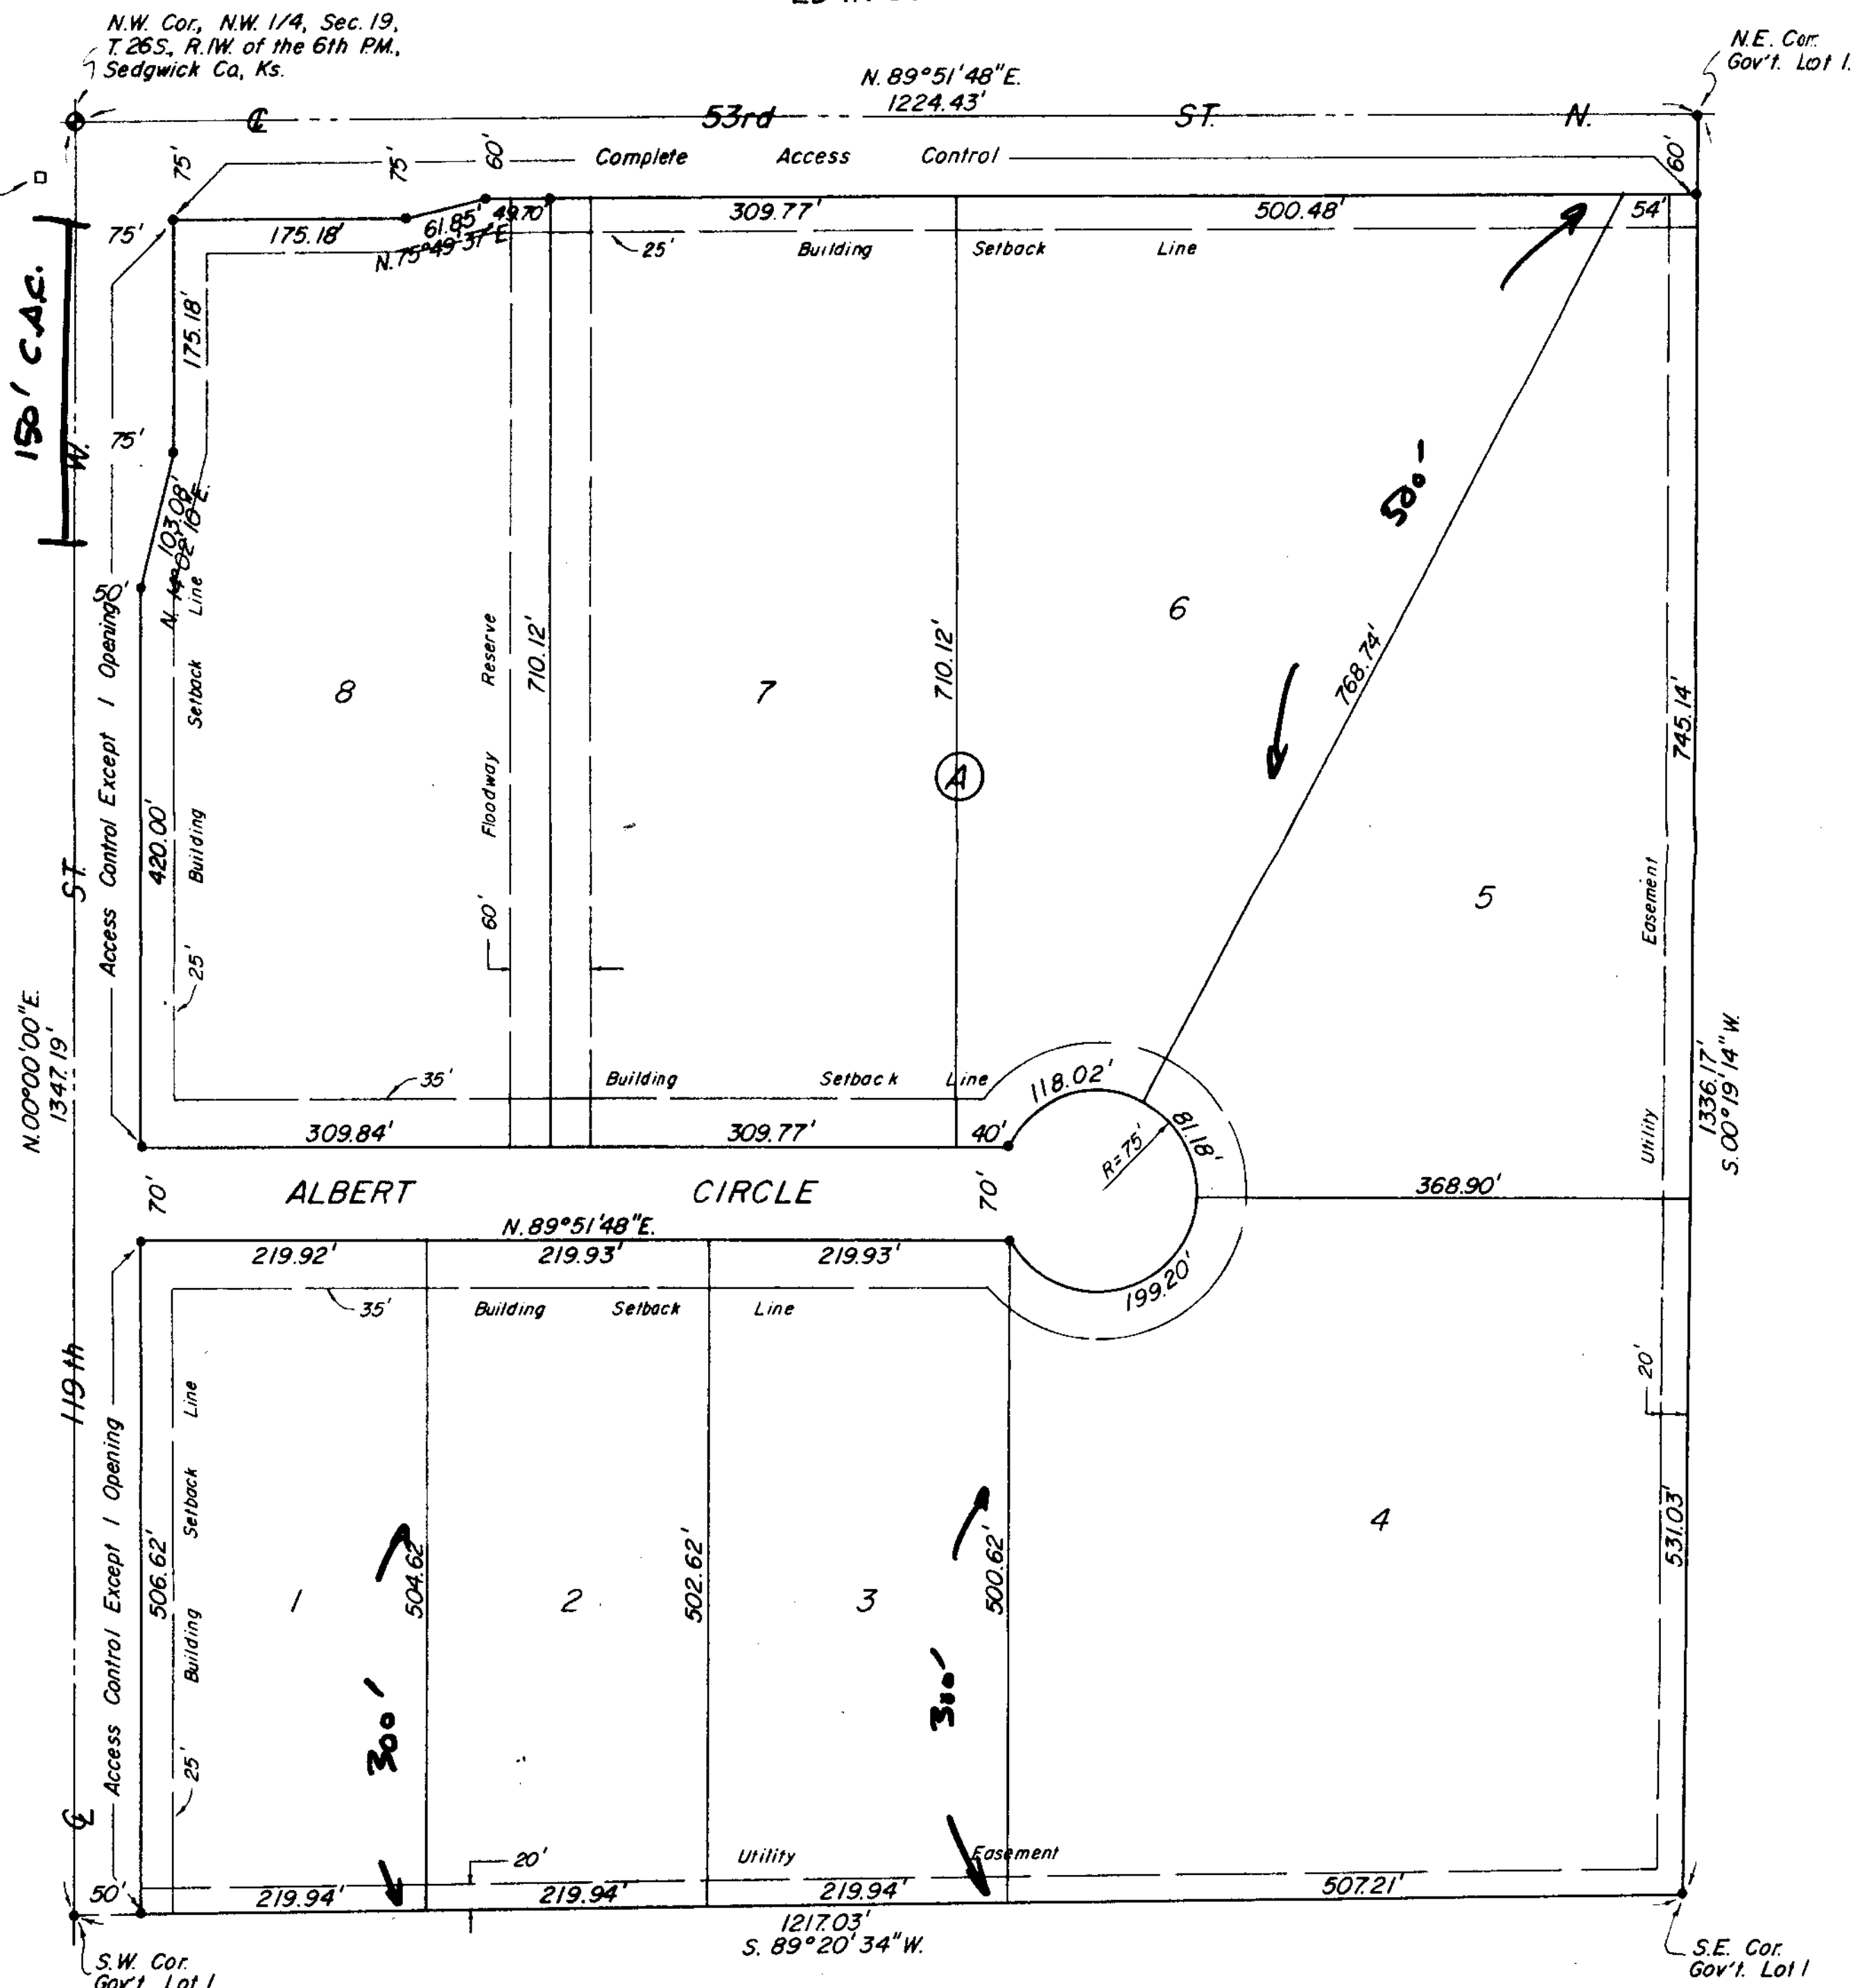 N.W. Cor., N.W. 1/4, Sec. 19,
T. 26S., R.1W. of the 6th P.M.,
Sedgwick Co., Ks.
N.E. Cor.
Gov't. Lot 1.
N. 89°51'48"E.
1224.43'
℄ 53rd ST. N.
75'
75'
60'
Complete Access Control
60'
75'
175.18'
61.85'
N.75°49'37"E.
49.70'
309.77'
500.48'
54'
25'
Building Setback Line
150' C.A.C.
175.18'
75'
103.08'
N. 14°02'10"E.
50'
500'
6
8
7
5
A
Floodway Reserve
710.12'
710.12'
768.74'
745.14'
Access Control Except 1 Opening
420.00'
Building Setback Line
25'
60'
Utility Easement
N.00°00'00"E.
1347.19'
1336.17'
S.00°19'14"W.
35'
Building Setback Line
309.84'
309.77'
40'
118.02'
81.18'
R=75'
70'
ALBERT CIRCLE
70'
368.90'
N.89°51'48"E.
219.92'
219.93'
219.93'
199.20'
35'
Building Setback Line
℄ 119th ST. W.
Access Control Except 1 Opening
506.62'
Building Setback Line
25'
1
504.62'
2
502.62'
3
500.62'
4
20'
531.03'
300'
300'
20'
Utility Easement
50'
219.94'
219.94'
219.94'
507.21'
1217.03'
S. 89°20'34"W.
S.W. Cor.
Gov't. Lot 1
S.E. Cor.
Gov't. Lot 1